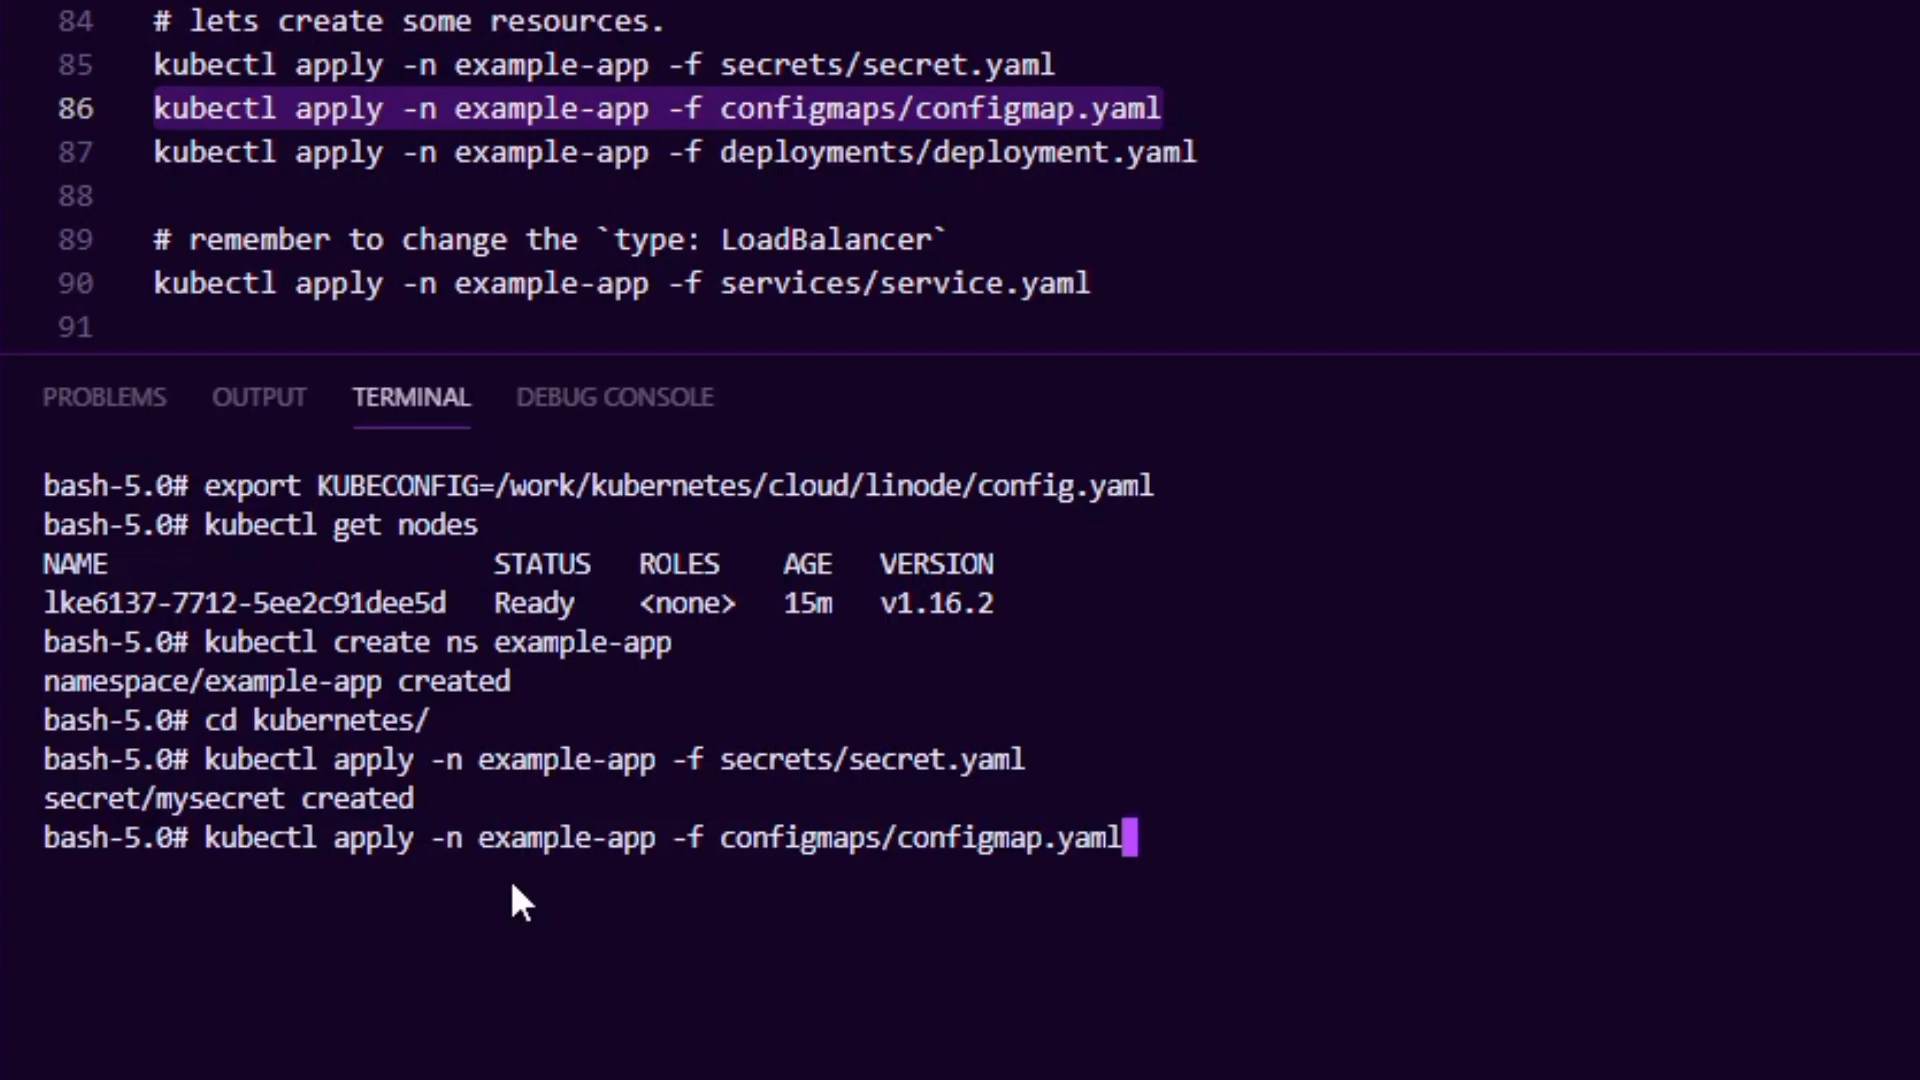 84 # lets create some resources.
85 kubectl apply -n example-app -f secrets/secret.yaml
86 kubectl apply -n example-app -f configmaps/configmap.yaml
87 kubectl apply -n example-app -f deployments/deployment.yaml
88
89 # remember to change the `type: LoadBalancer`
90 kubectl apply -n example-app -f services/service.yaml
91
PROBLEMS OUTPUT TERMINAL DEBUG CONSOLE
bash-5.0# export KUBECONFIG=/work/kubernetes/cloud/linode/config.yaml
bash-5.0# kubectl get nodes
NAME STATUS ROLES AGE VERSION
lke6137-7712-5ee2c91dee5d Ready <none> 15m v1.16.2
bash-5.0# kubectl create ns example-app
namespace/example-app created
bash-5.0# cd kubernetes/
bash-5.0# kubectl apply -n example-app -f secrets/secret.yaml
secret/mysecret created
bash-5.0# kubectl apply -n example-app -f configmaps/configmap.yaml